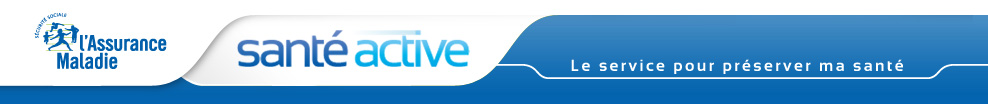 SÉCURITÉ SOCIALE
l'Assurance
Maladie
santé active
Le service pour préserver ma santé